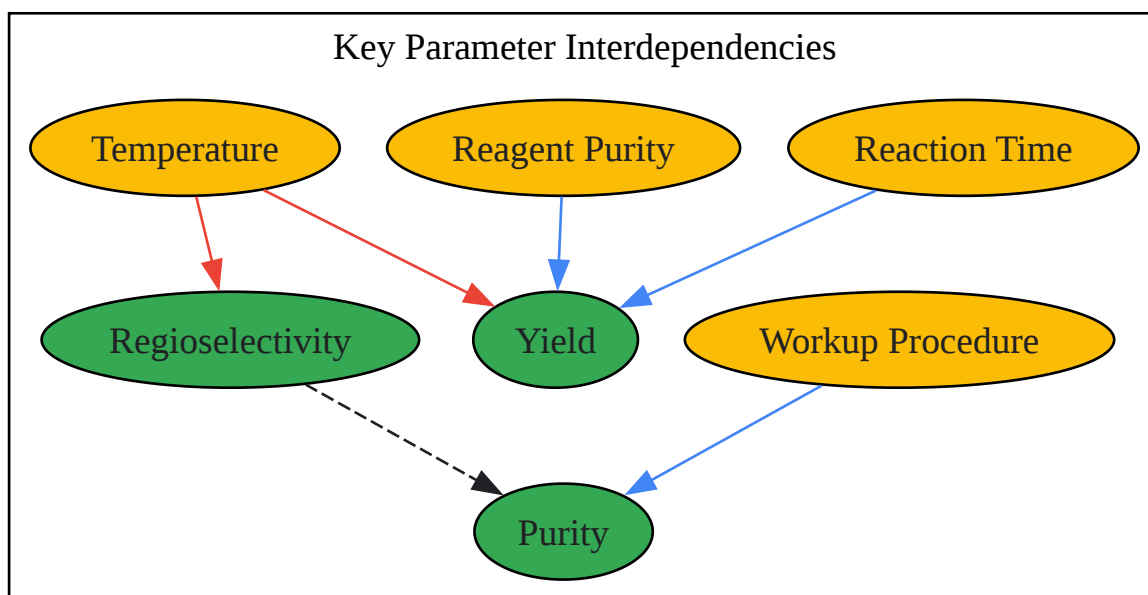 Key Parameter Interdependencies
Temperature
Reagent Purity
Reaction Time
Regioselectivity
Yield
Workup Procedure
Purity